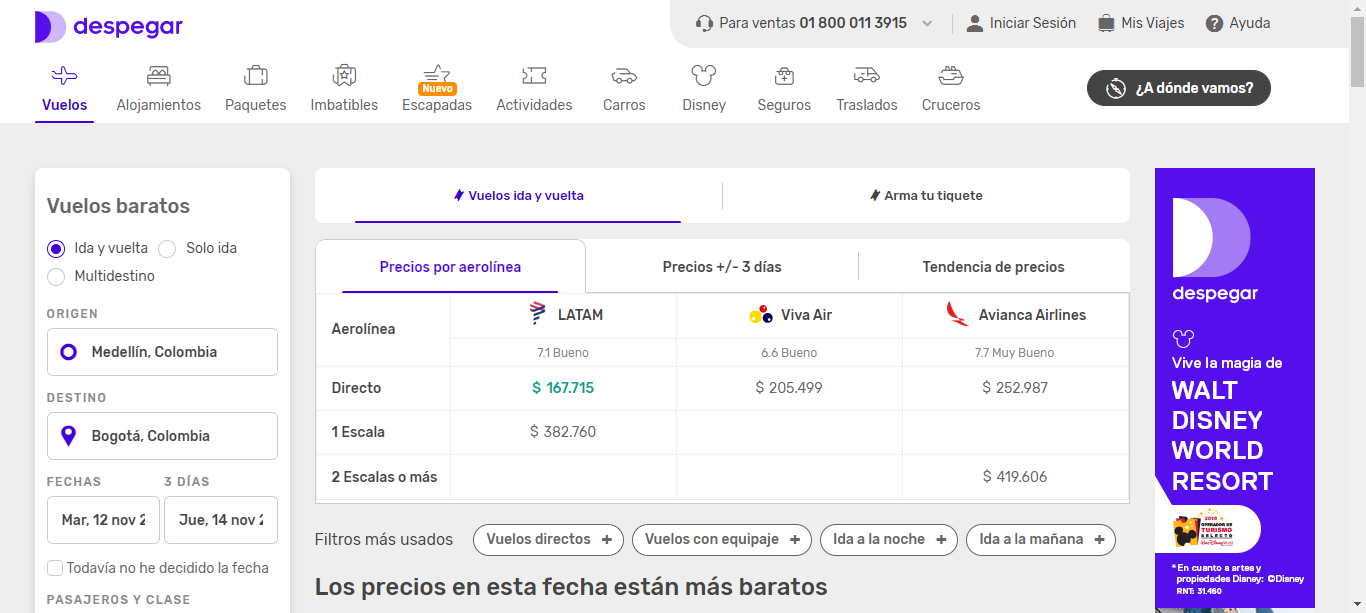 despegar
Para ventas 01 800 011 3915
Iniciar Sesión
Mis Viajes
Ayuda
Vuelos
Alojamientos
Paquetes
Imbatibles
Nuevo
Escapadas
Actividades
Carros
Disney
Seguros
Traslados
Cruceros
¿A dónde vamos?
Vuelos baratos
Ida y vuelta
Solo ida
Multidestino
ORIGEN
Medellín, Colombia
DESTINO
Bogotá, Colombia
FECHAS
3 DÍAS
Mar, 12 nov 2
Jue, 14 nov 2
Todavía no he decidido la fecha
PASAJEROS Y CLASE
Vuelos ida y vuelta
Arma tu tiquete
Precios por aerolínea
Precios +/- 3 días
Tendencia de precios
Aerolínea
LATAM
Viva Air
Avianca Airlines
7.1 Bueno
6.6 Bueno
7.7 Muy Bueno
Directo
$ 167.715
$ 205.499
$ 252.987
1 Escala
$ 382.760
2 Escalas o más
$ 419.606
Filtros más usados
Vuelos directos +
Vuelos con equipaje +
Ida a la noche +
Ida a la mañana +
Los precios en esta fecha están más baratos
despegar
Vive la magia de
WALT
DISNEY
WORLD
RESORT
2019
OPERADOR DE
TURISMO
SELECTO
*En cuanto a artes y
propiedades Disney: ©Disney
RNT: 31.460